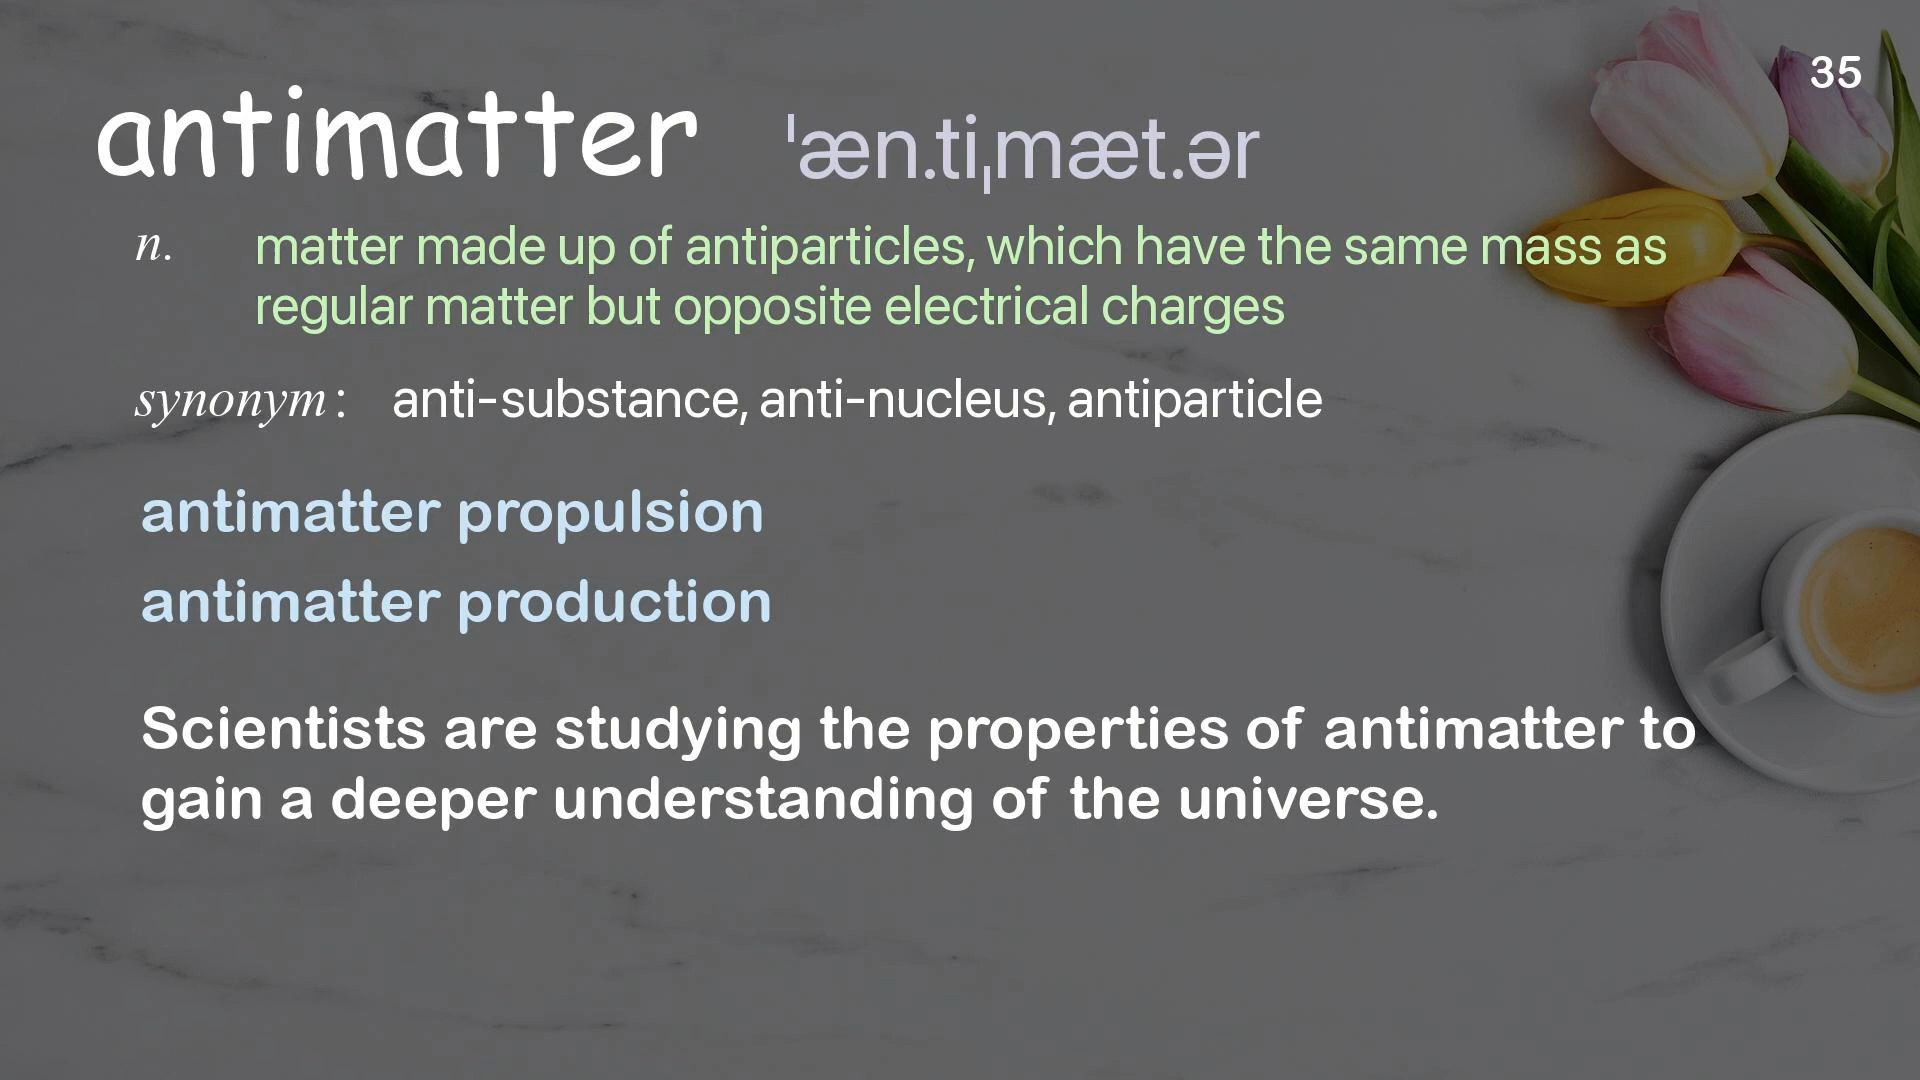 35
antimatter ˈæn.tiˌmæt.ər
n. matter made up of antiparticles, which have the same mass as
regular matter but opposite electrical charges
synonym: anti-substance, anti-nucleus, antiparticle
antimatter propulsion
antimatter production
Scientists are studying the properties of antimatter to
gain a deeper understanding of the universe.